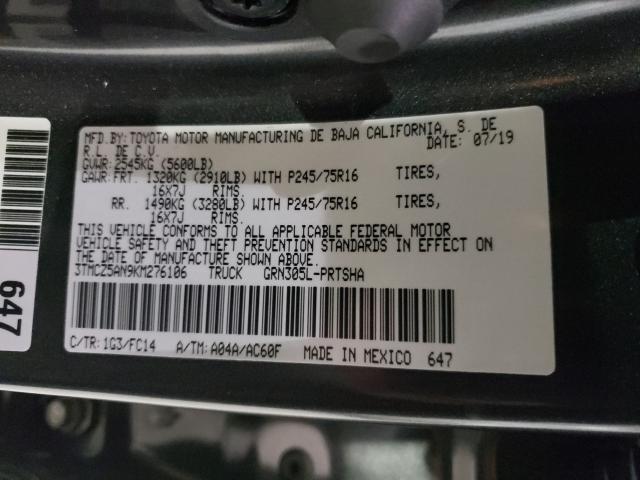 MFD.BY:TOYOTA MOTOR MANUFACTURING DE BAJA CALIFORNIA, S. DE
R.L. DE C.V. DATE: 07/19
GVWR:2545KG (5600LB)
GAWR:FRT. 1320KG (2910LB) WITH P245/75R16 TIRES,
16X7J RIMS.
RR. 1490KG (3280LB) WITH P245/75R16 TIRES,
16X7J RIMS.
THIS VEHICLE CONFORMS TO ALL APPLICABLE FEDERAL MOTOR
VEHICLE SAFETY AND THEFT PREVENTION STANDARDS IN EFFECT ON
THE DATE OF MANUFACTURE SHOWN ABOVE.
3TMCZ5AN9KM276106 TRUCK GRN305L-PRTSHA
C/TR:1G3/FC14 A/TM:A04A/AC60F MADE IN MEXICO 647
647